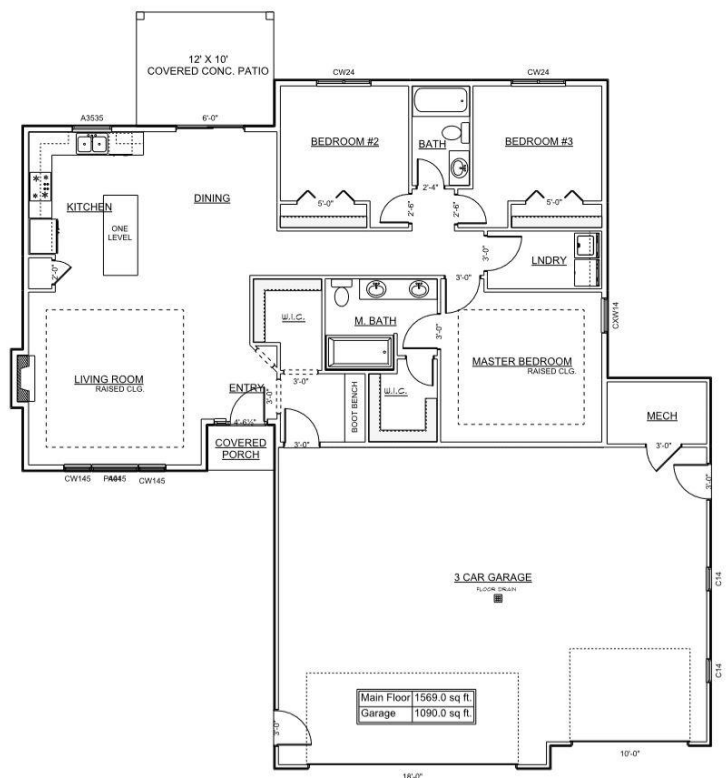 12' X 10'
COVERED CONC. PATIO
CW24
CW24
A3535
6'-0"
BEDROOM #2
BATH
BEDROOM #3
2'-4"
DINING
KITCHEN
5'-0"
2'-6"
2'-6"
5'-0"
ONE
LEVEL
3'-0"
LNDRY
2'-0"
3'-0"
W.I.C.
M. BATH
3'-0"
CXW14
LIVING ROOM
RAISED CLG.
MASTER BEDROOM
RAISED CLG.
ENTRY
3'-0"
3'-0"
W.I.C.
BOOT BENCH
4'-6½"
MECH
COVERED
PORCH
3'-0"
3'-0"
CW145
CW145
3'-0"
3 CAR GARAGE
FLOOR DRAIN
C14
C14
Main Floor 1569.0 sq ft.
Garage 1090.0 sq ft.
3'-0"
10'-0"
18'-0"